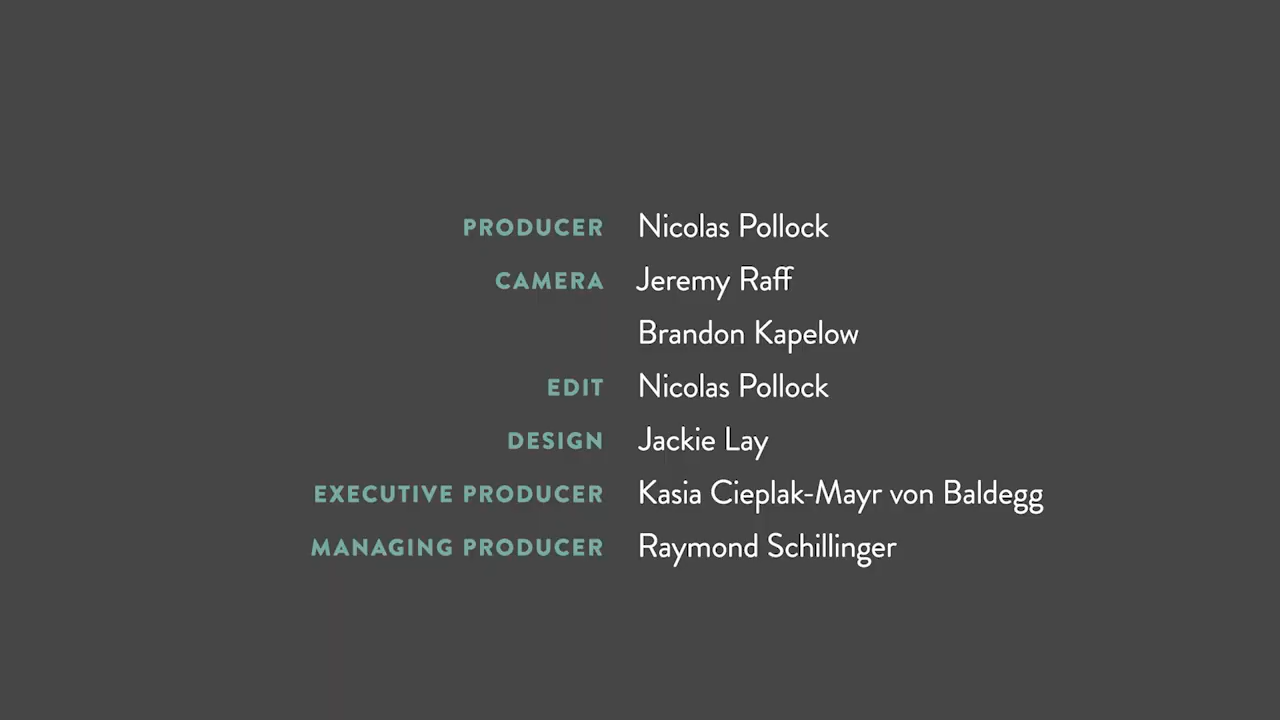 PRODUCER Nicolas Pollock
CAMERA Jeremy Raff
Brandon Kapelow
EDIT Nicolas Pollock
DESIGN Jackie Lay
EXECUTIVE PRODUCER Kasia Cieplak-Mayr von Baldegg
MANAGING PRODUCER Raymond Schillinger